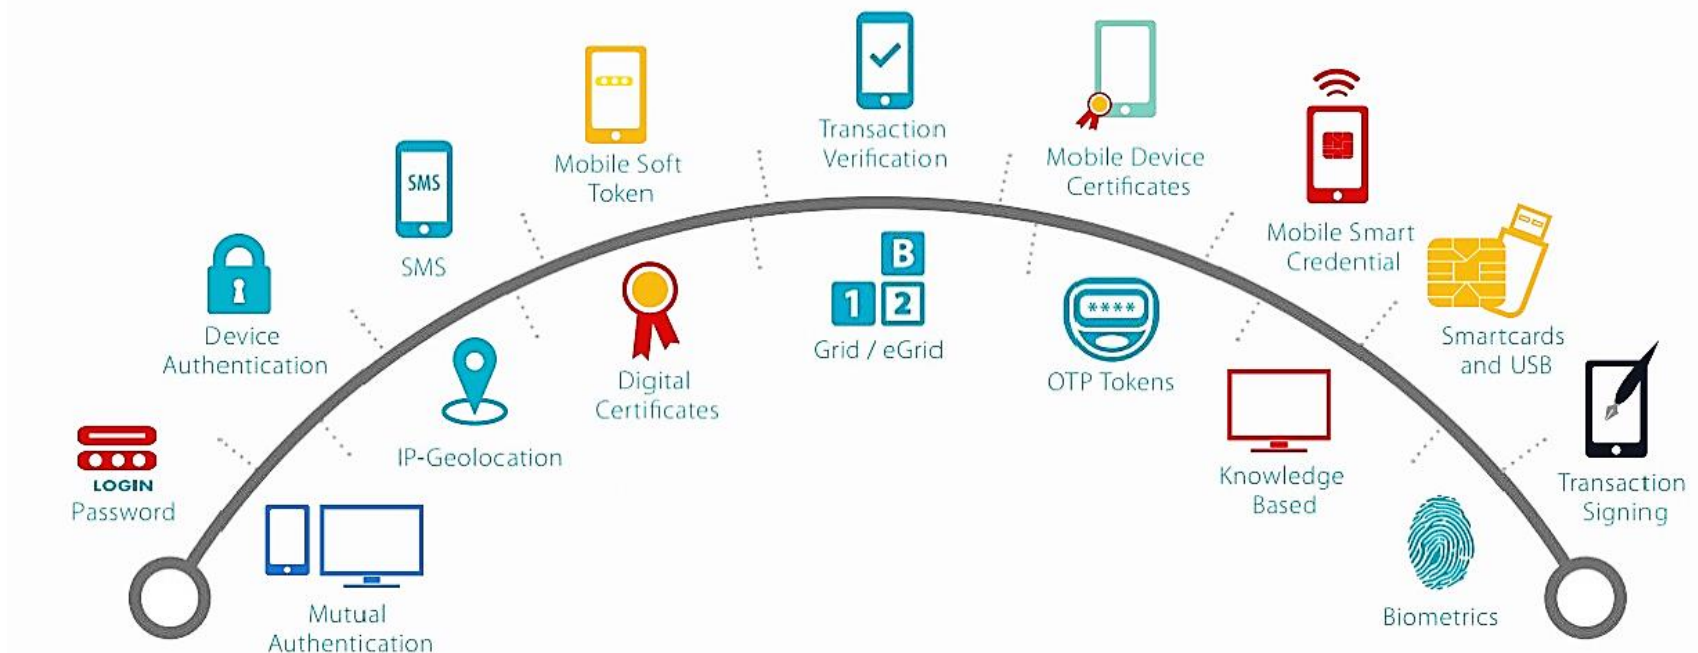 LOGIN
Password
Device
Authentication
SMS
SMS
Mobile Soft
Token
Transaction
Verification
Mobile Device
Certificates
Mobile Smart
Credential
Smartcards
and USB
Transaction
Signing
Mutual
Authentication
IP-Geolocation
Digital
Certificates
B
1 2
Grid / eGrid
****
OTP Tokens
Knowledge
Based
Biometrics